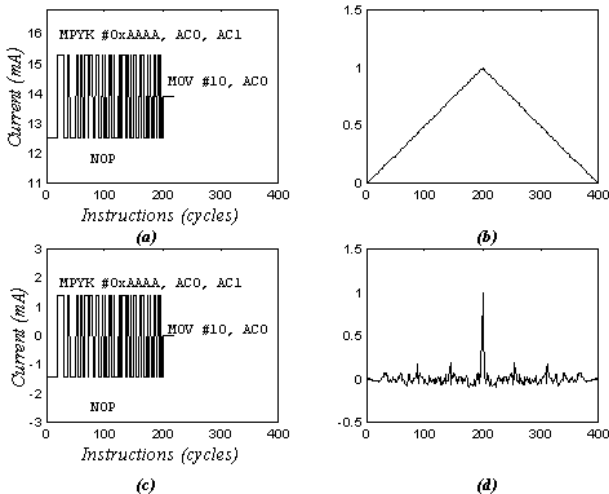 16
15
14
13
12
11
Current (mA)
MPYK #0xAAAA, AC0, AC1
MOV #10, AC0
NOP
0 100 200 300 400
Instructions (cycles)
(a)
1.5
1
0.5
0
0 100 200 300 400
(b)
3
2
1
0
-1
-2
-3
Current (mA)
MPYK #0xAAAA, AC0, AC1
MOV #10, AC0
NOP
0 100 200 300 400
Instructions (cycles)
(c)
1.5
1
0.5
0
-0.5
0 100 200 300 400
(d)